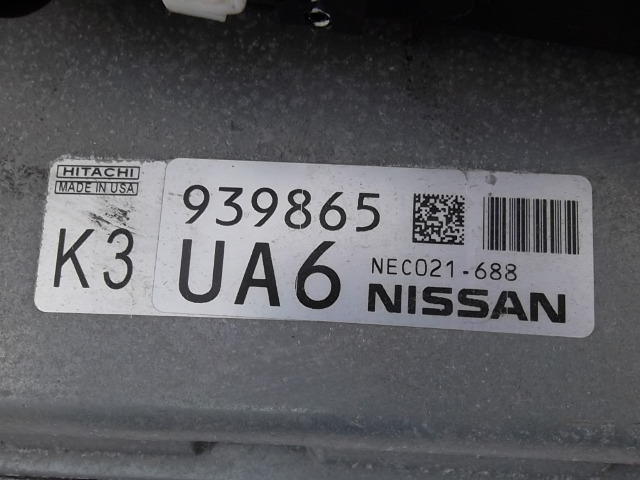 HITACHI
MADE IN USA
K3
939865
UA6
NEC021-688
NISSAN